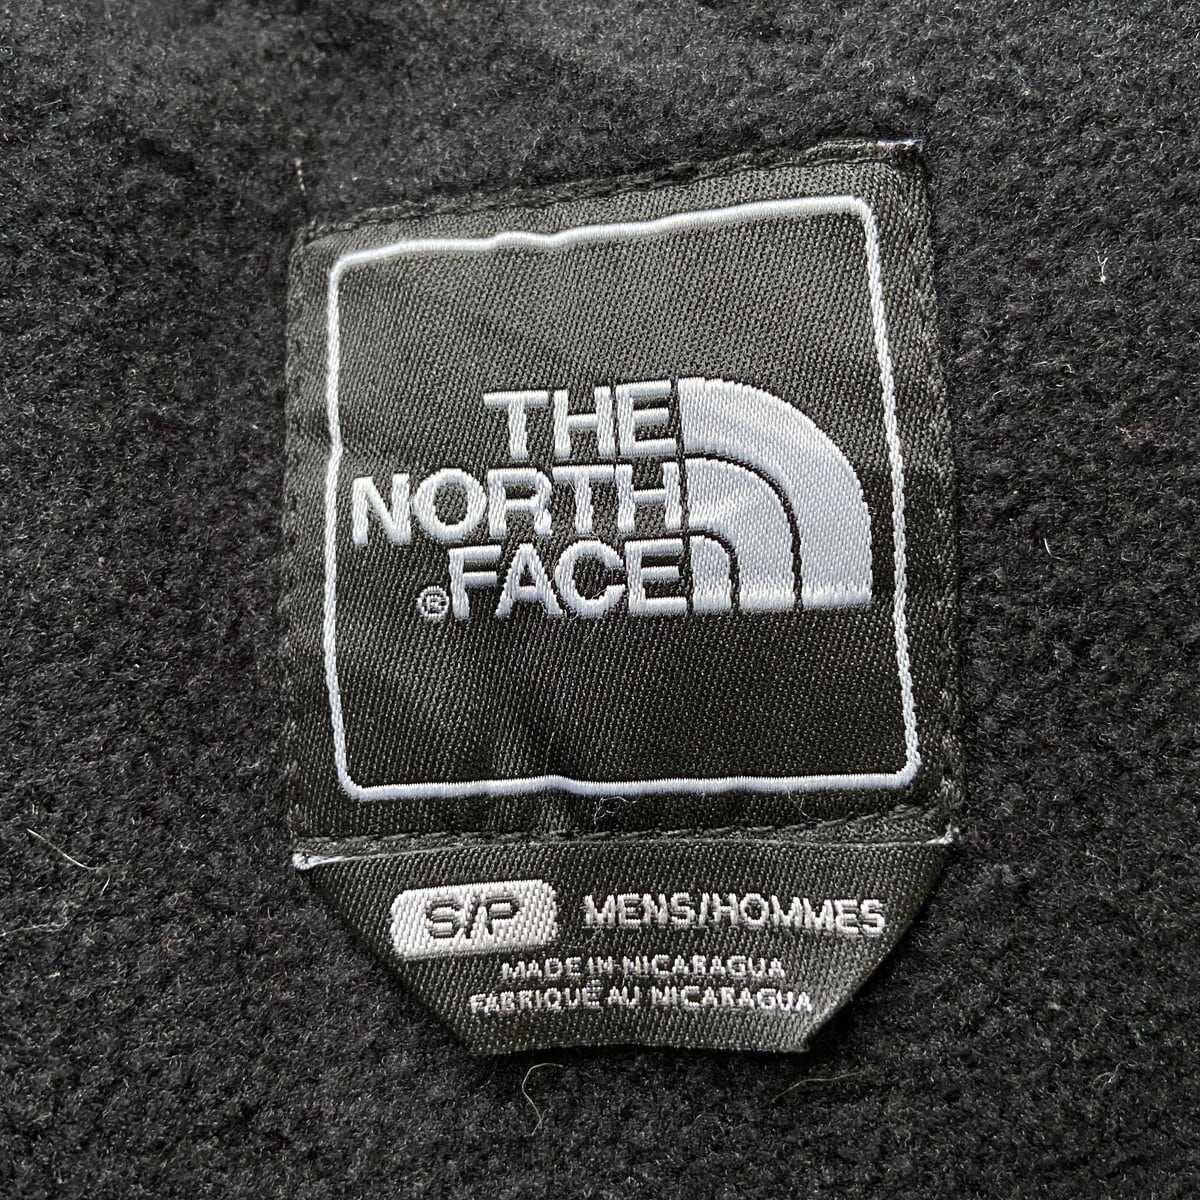 THE
NORTH
®FACE
S/P MENS/HOMMES
MADE IN NICARAGUA
FABRIQUÉ AU NICARAGUA